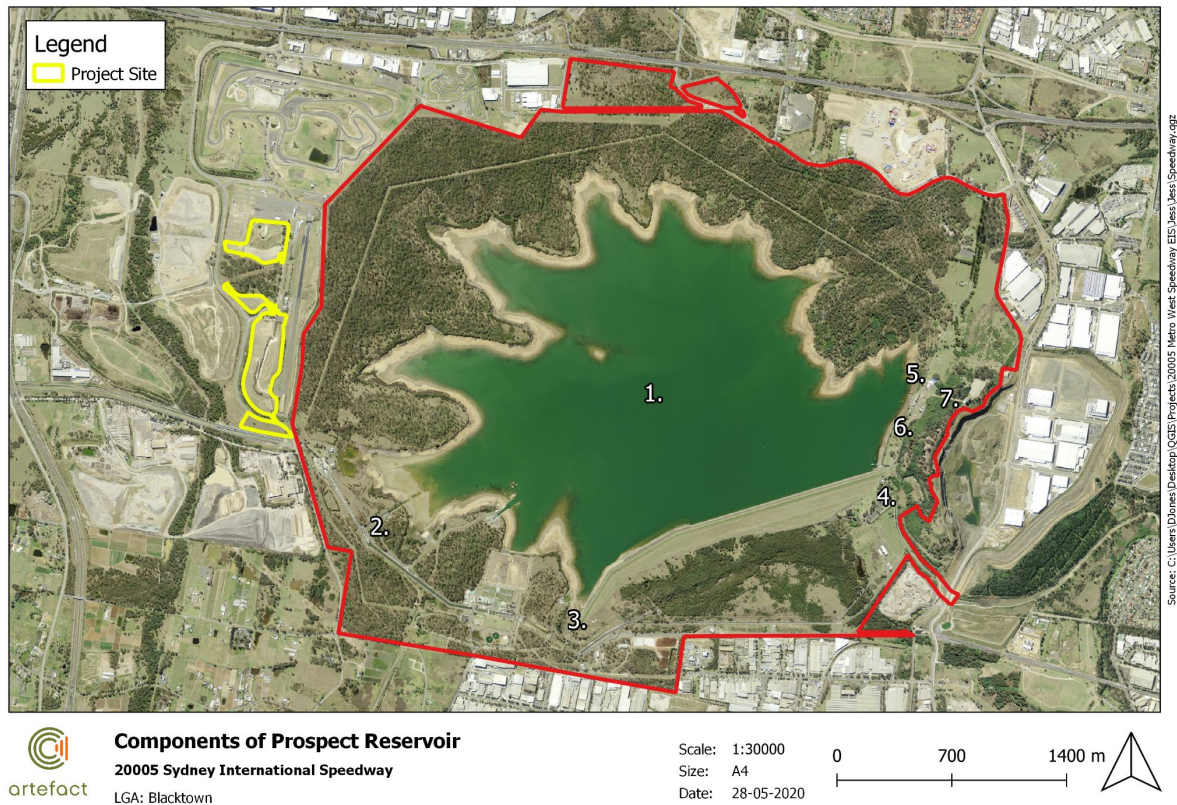 Legend
Project Site
1.
2.
3.
4.
5.
6.
7.
Source: C:\Users\DJones\Desktop\QGIS\Projects\20005 Metro West Speedway EIS\Jess\Jess\Speedway.qgz
artefact
Components of Prospect Reservoir
20005 Sydney International Speedway
LGA: Blacktown
Scale: 1:30000
Size: A4
Date: 28-05-2020
0 700 1400 m